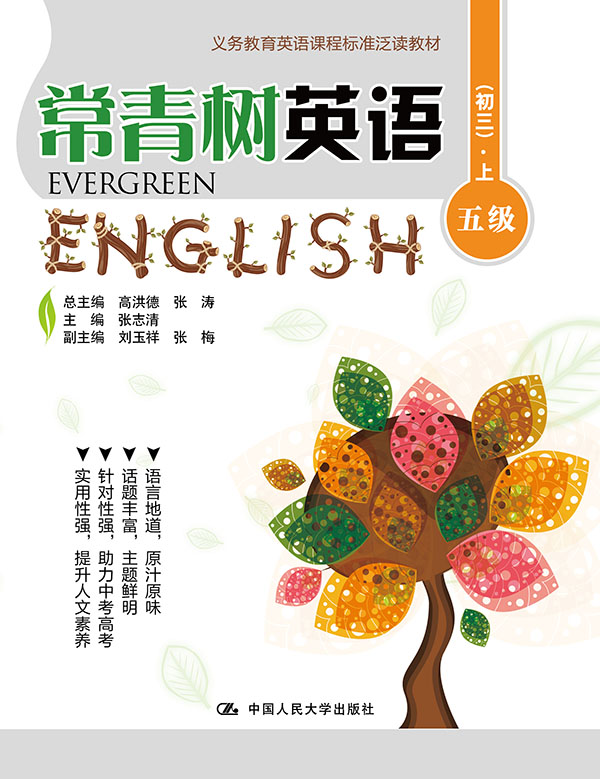 义务教育英语课程标准泛读教材
常青树英语
EVERGREEN
ENGLISH
（初三）·上
五级
总主编 高洪德 张涛
主编 张志清
副主编 刘玉祥 张梅
语言地道，原汁原味
话题丰富，主题鲜明
针对性强，助力中考高考
实用性强，提升人文素养
中国人民大学出版社